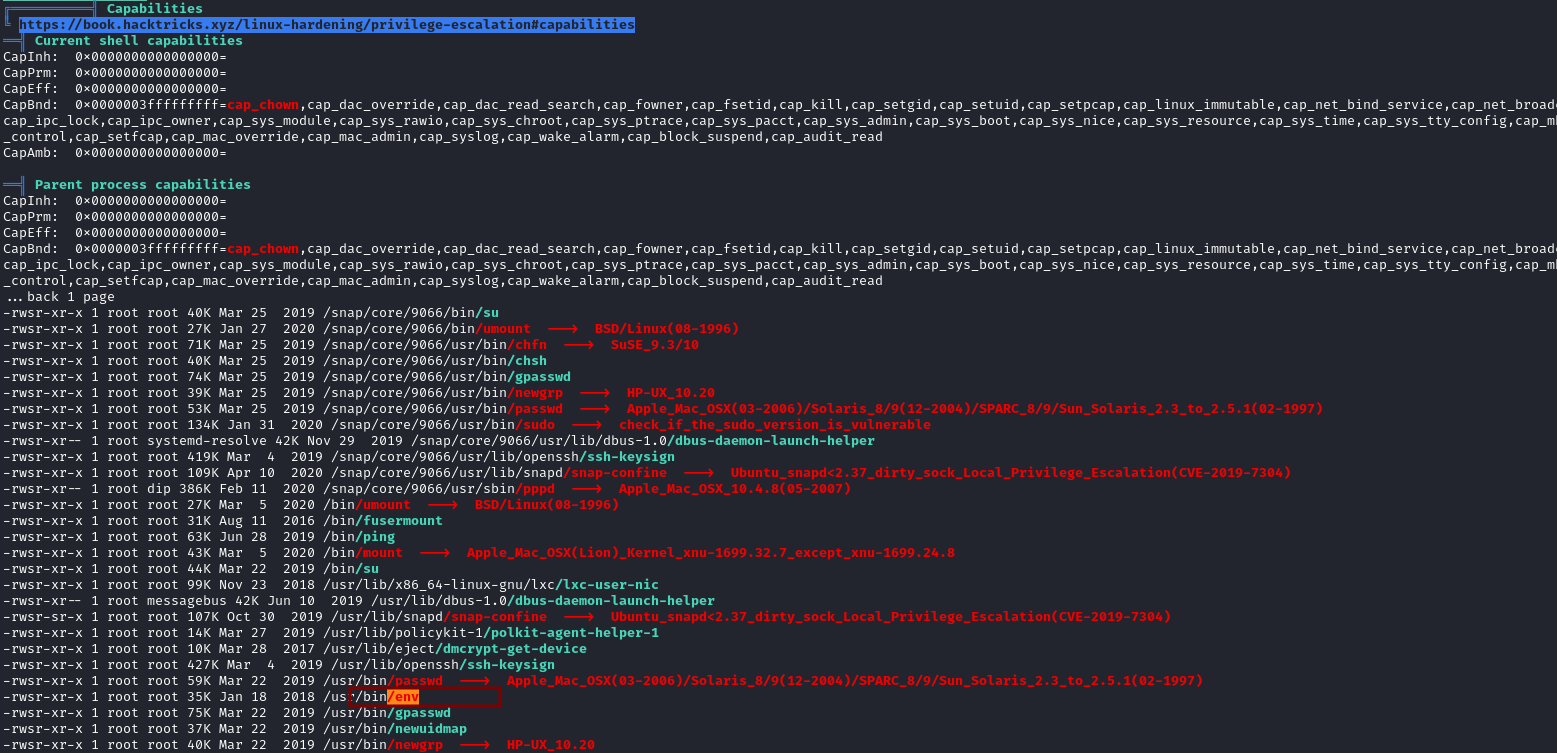 Capabilities
https://book.hacktricks.xyz/linux-hardening/privilege-escalation#capabilities
Current shell capabilities
CapInh:  0×0000000000000000=
CapPrm:  0×0000000000000000=
CapEff:  0×0000000000000000=
CapBnd:  0×0000003fffffffff=cap_chown,cap_dac_override,cap_dac_read_search,cap_fowner,cap_fsetid,cap_kill,cap_setgid,cap_setuid,cap_setpcap,cap_linux_immutable,cap_net_bind_service,cap_net_broad
cap_ipc_lock,cap_ipc_owner,cap_sys_module,cap_sys_rawio,cap_sys_chroot,cap_sys_ptrace,cap_sys_pacct,cap_sys_admin,cap_sys_boot,cap_sys_nice,cap_sys_resource,cap_sys_time,cap_sys_tty_config,cap_m
_control,cap_setfcap,cap_mac_override,cap_mac_admin,cap_syslog,cap_wake_alarm,cap_block_suspend,cap_audit_read
CapAmb:  0×0000000000000000=
Parent process capabilities
CapInh:  0×0000000000000000=
CapPrm:  0×0000000000000000=
CapEff:  0×0000000000000000=
CapBnd:  0×0000003fffffffff=cap_chown,cap_dac_override,cap_dac_read_search,cap_fowner,cap_fsetid,cap_kill,cap_setgid,cap_setuid,cap_setpcap,cap_linux_immutable,cap_net_bind_service,cap_net_broad
cap_ipc_lock,cap_ipc_owner,cap_sys_module,cap_sys_rawio,cap_sys_chroot,cap_sys_ptrace,cap_sys_pacct,cap_sys_admin,cap_sys_boot,cap_sys_nice,cap_sys_resource,cap_sys_time,cap_sys_tty_config,cap_m
_control,cap_setfcap,cap_mac_override,cap_mac_admin,cap_syslog,cap_wake_alarm,cap_block_suspend,cap_audit_read
...back 1 page
-rwsr-xr-x 1 root root 40K Mar 25  2019 /snap/core/9066/bin/su
-rwsr-xr-x 1 root root 27K Jan 27  2020 /snap/core/9066/bin/umount  --->  BSD/Linux(08-1996)
-rwsr-xr-x 1 root root 71K Mar 25  2019 /snap/core/9066/usr/bin/chfn  --->  SuSE_9.3/10
-rwsr-xr-x 1 root root 40K Mar 25  2019 /snap/core/9066/usr/bin/chsh
-rwsr-xr-x 1 root root 74K Mar 25  2019 /snap/core/9066/usr/bin/gpasswd
-rwsr-xr-x 1 root root 39K Mar 25  2019 /snap/core/9066/usr/bin/newgrp  --->  HP-UX_10.20
-rwsr-xr-x 1 root root 53K Mar 25  2019 /snap/core/9066/usr/bin/passwd  --->  Apple_Mac_OSX(03-2006)/Solaris_8/9(12-2004)/SPARC_8/9/Sun_Solaris_2.3_to_2.5.1(02-1997)
-rwsr-xr-x 1 root root 134K Jan 31  2020 /snap/core/9066/usr/bin/sudo  --->  check_if_the_sudo_version_is_vulnerable
-rwsr-xr-- 1 root systemd-resolve 42K Nov 29  2019 /snap/core/9066/usr/lib/dbus-1.0/dbus-daemon-launch-helper
-rwsr-xr-x 1 root root 419K Mar  4  2019 /snap/core/9066/usr/lib/openssh/ssh-keysign
-rwsr-xr-x 1 root root 109K Apr 10  2020 /snap/core/9066/usr/lib/snapd/snap-confine  --->  Ubuntu_snapd<2.37_dirty_sock_Local_Privilege_Escalation(CVE-2019-7304)
-rwsr-xr-- 1 root dip 386K Feb 11  2020 /snap/core/9066/usr/sbin/pppd  --->  Apple_Mac_OSX_10.4.8(05-2007)
-rwsr-xr-x 1 root root 27K Mar  5  2020 /bin/umount  --->  BSD/Linux(08-1996)
-rwsr-xr-x 1 root root 31K Aug 11  2016 /bin/fusermount
-rwsr-xr-x 1 root root 63K Jun 28  2019 /bin/ping
-rwsr-xr-x 1 root root 43K Mar  5  2020 /bin/mount  --->  Apple_Mac_OSX(Lion)_Kernel_xnu-1699.32.7_except_xnu-1699.24.8
-rwsr-xr-x 1 root root 44K Mar 22  2019 /bin/su
-rwsr-xr-x 1 root root 99K Nov 23  2018 /usr/lib/x86_64-linux-gnu/lxc/lxc-user-nic
-rwsr-xr-- 1 root messagebus 42K Jun 10  2019 /usr/lib/dbus-1.0/dbus-daemon-launch-helper
-rwsr-sr-x 1 root root 107K Oct 30  2019 /usr/lib/snapd/snap-confine  --->  Ubuntu_snapd<2.37_dirty_sock_Local_Privilege_Escalation(CVE-2019-7304)
-rwsr-xr-x 1 root root 14K Mar 27  2019 /usr/lib/policykit-1/polkit-agent-helper-1
-rwsr-xr-x 1 root root 10K Mar 28  2017 /usr/lib/eject/dmcrypt-get-device
-rwsr-xr-x 1 root root 427K Mar  4  2019 /usr/lib/openssh/ssh-keysign
-rwsr-xr-x 1 root root 59K Mar 22  2019 /usr/bin/passwd  --->  Apple_Mac_OSX(03-2006)/Solaris_8/9(12-2004)/SPARC_8/9/Sun_Solaris_2.3_to_2.5.1(02-1997)
-rwsr-xr-x 1 root root 35K Jan 18  2018 /usr/bin/env
-rwsr-xr-x 1 root root 75K Mar 22  2019 /usr/bin/gpasswd
-rwsr-xr-x 1 root root 37K Mar 22  2019 /usr/bin/newuidmap
-rwsr-xr-x 1 root root 40K Mar 22  2019 /usr/bin/newgrp  --->  HP-UX_10.20